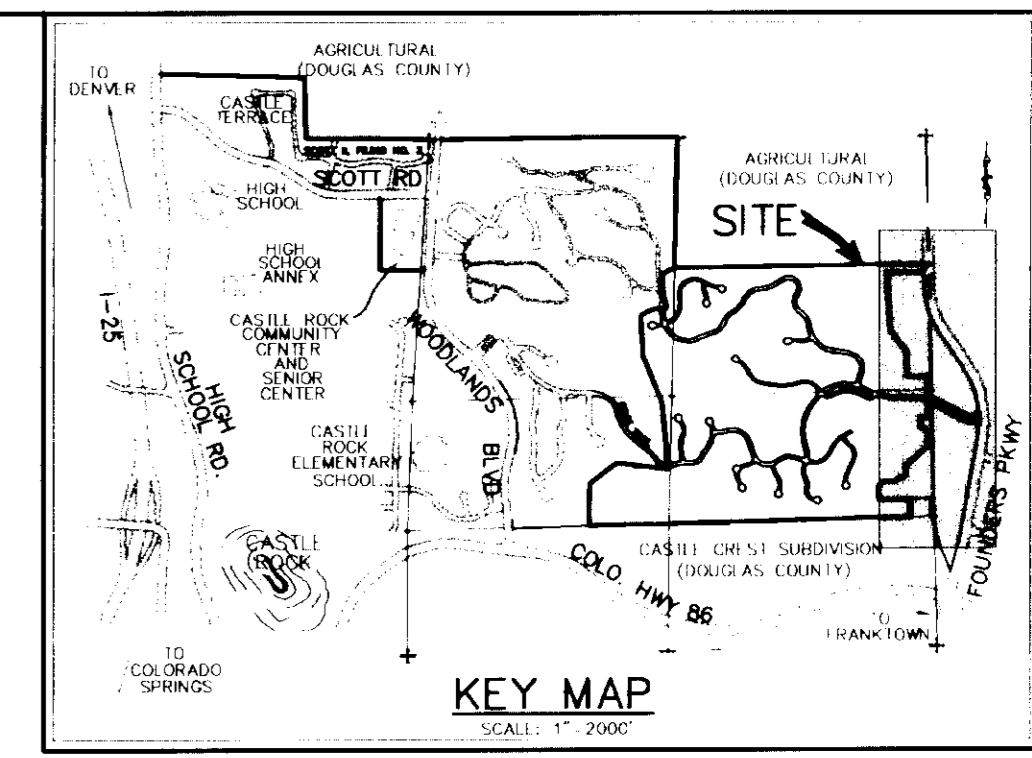 AGRICULTURAL
(DOUGLAS COUNTY)
TO
DENVER
CASTLE
TERRACE
FILING NO.
SCOTT RD
HIGH
SCHOOL
AGRICULTURAL
(DOUGLAS COUNTY)
SITE
HIGH
SCHOOL
ANNEX
I-25
CASTLE ROCK
COMMUNITY
CENTER
AND
SENIOR
CENTER
WOODLANDS
BLVD
HIGH
SCHOOL RD.
CASTLE
ROCK
ELEMENTARY
SCHOOL
CASTLE
ROCK
COLO. HWY 86
CASTLE CREST SUBDIVISION
(DOUGLAS COUNTY)
FOUNDERS PKWY
TO
FRANKTOWN
TO
COLORADO
SPRINGS
KEY MAP
SCALE: 1" - 2000'